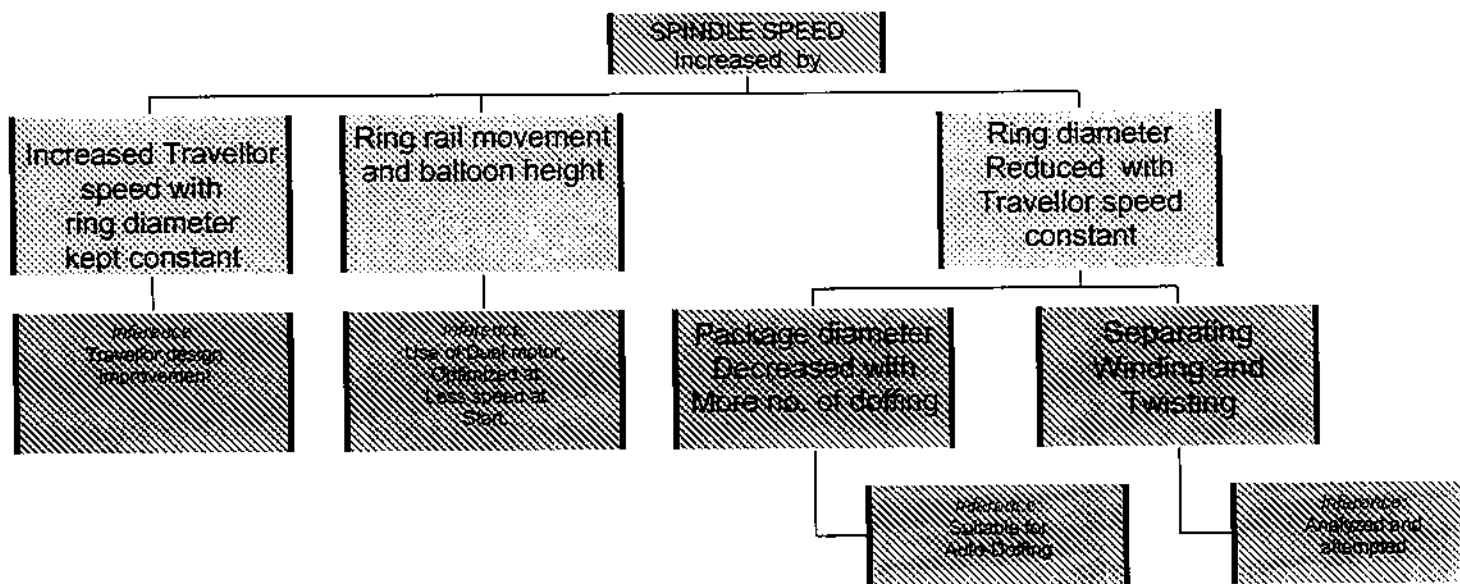 SPINDLE SPEED
Increased by
Increased Travellor
speed with
ring diameter
kept constant
Ring rail movement
and balloon height
Ring diameter
Reduced with
Travellor speed
constant
Inference:
Travellor design
improvement
Inference:
Use of Dual motor,
Optimized at
Less speed at
Start.
Package diameter
Decreased with
More no. of doffing
Separating
Winding and
Twisting
Inference:
Suitable for
Auto-Doffing
Inference:
Analyzed and
attempted